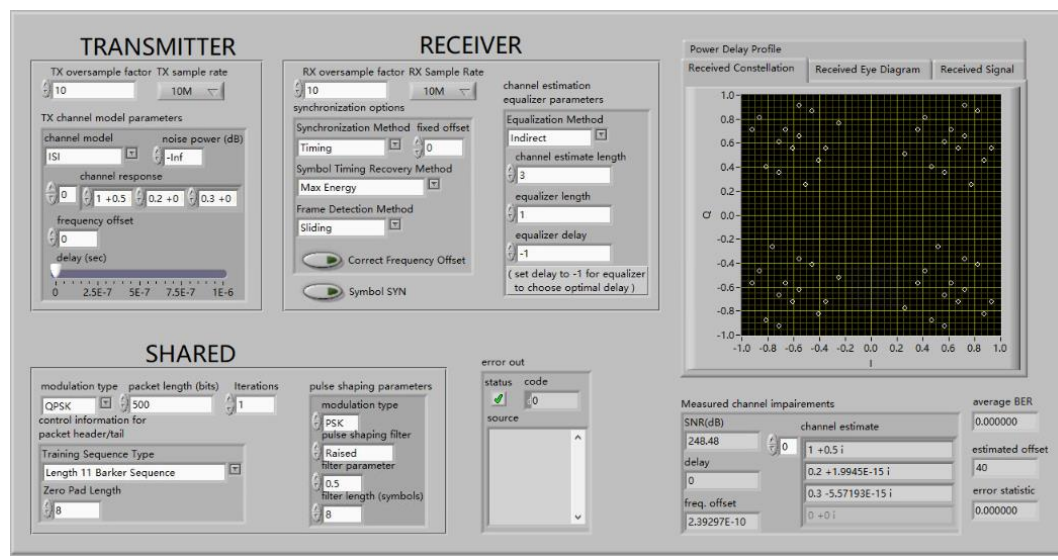 TRANSMITTER
TX oversample factor TX sample rate
10 10M
TX channel model parameters
channel model noise power (dB)
ISI -Inf
channel response
0 1 +0.5 0.2 +0 0.3 +0
frequency offset
0
delay (sec)
0 2.5E-7 5E-7 7.5E-7 1E-6
RECEIVER
RX oversample factor RX Sample Rate
10 10M
synchronization options
Synchronization Method fixed offset
Timing 0
Symbol Timing Recovery Method
Max Energy
Frame Detection Method
Sliding
Correct Frequency Offset
Symbol SYN
channel estimation
equalizer parameters
Equalization Method
Indirect
channel estimate length
3
equalizer length
1
equalizer delay
-1
( set delay to -1 for equalizer
to choose optimal delay )
Power Delay Profile
Received Constellation Received Eye Diagram Received Signal
1.0
0.8
0.6
0.4
0.2
0.0
-0.2
-0.4
-0.6
-0.8
-1.0
Q
-1.0 -0.8 -0.6 -0.4 -0.2 0.0 0.2 0.4 0.6 0.8 1.0
I
SHARED
modulation type packet length (bits) Iterations
QPSK 500 1
control information for
packet header/tail
Training Sequence Type
Length 11 Barker Sequence
Zero Pad Length
8
pulse shaping parameters
modulation type
PSK
pulse shaping filter
Raised
filter parameter
0.5
filter length (symbols)
8
error out
status code
0
source
Measured channel impairements
SNR(dB)
248.48
delay
0
freq. offset
2.39297E-10
channel estimate
0 1 +0.5 i
0.2 +1.9945E-15 i
0.3 -5.57193E-15 i
0 +0 i
average BER
0.000000
estimated offset
40
error statistic
0.000000